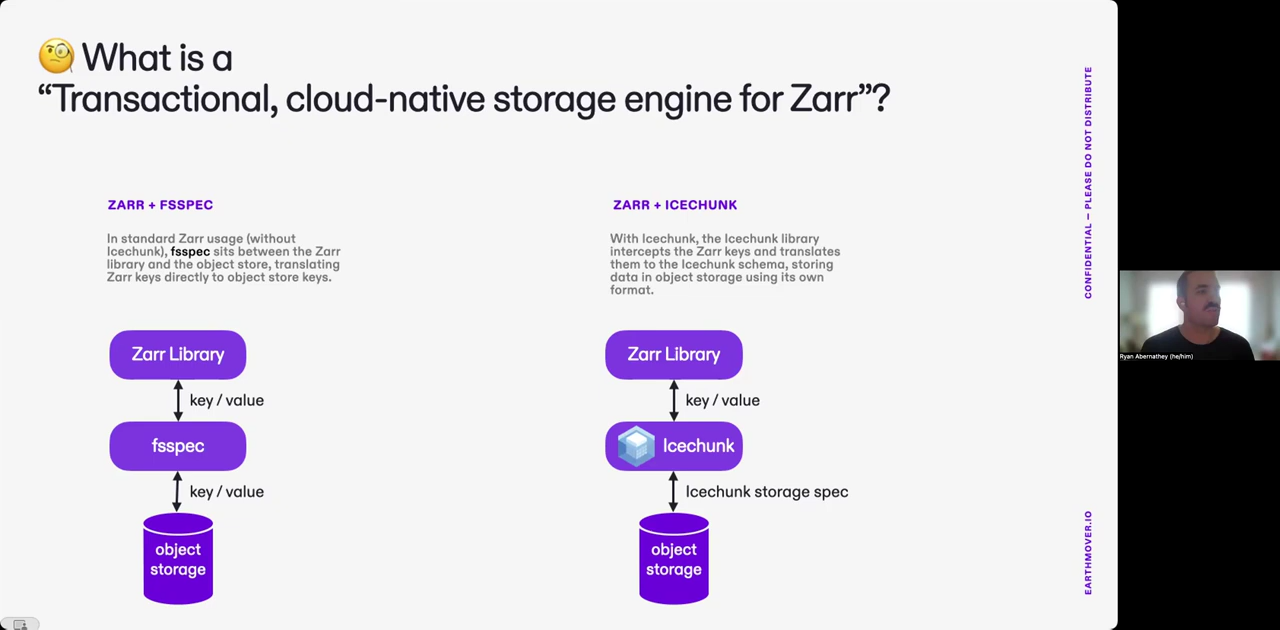 What is a
“Transactional, cloud-native storage engine for Zarr”?
ZARR + FSSPEC
In standard Zarr usage (without
Icehunk), fsspec sits between the Zarr
library and the object store, translating
Zarr keys directly to object store keys.
Zarr Library
key / value
fsspec
key / value
object
storage
ZARR + ICECHUNK
With Icechunk, the Icechunk library
intercepts the Zarr keys and translates
them to the Icechunk schema, storing
data in object storage using its own
format.
Zarr Library
key / value
Icechunk
Icechunk storage spec
object
storage
CONFIDENTIAL — PLEASE DO NOT DISTRIBUTE
EARTHMOVER.IO
Ryan Abernathey (he/him)